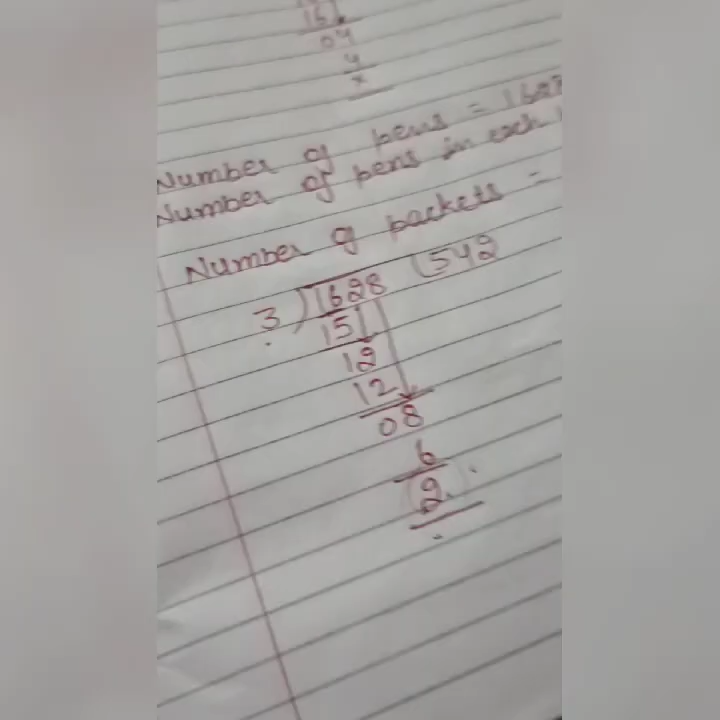 16
04
4
x
Number of pens = 1628
Number of pens in each
Number of packets =
3 ) 1628 ( 542
15
12
12
08
6
(2)